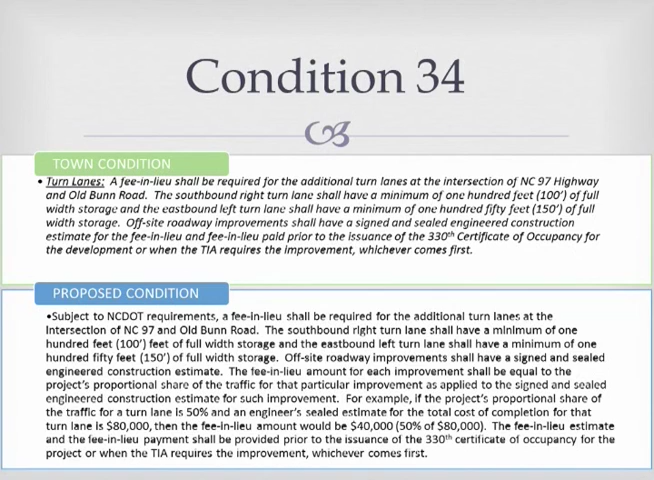 Condition 34
TOWN CONDITION
• Turn Lanes: A fee-in-lieu shall be required for the additional turn lanes at the intersection of NC 97 Highway
and Old Bunn Road. The southbound right turn lane shall have a minimum of one hundred feet (100') of full
width storage and the eastbound left turn lane shall have a minimum of one hundred fifty feet (150') of full
width storage. Off-site roadway improvements shall have a signed and sealed engineered construction
estimate for the fee-in-lieu and fee-in-lieu paid prior to the issuance of the 330th Certificate of Occupancy for
the development or when the TIA requires the improvement, whichever comes first.
PROPOSED CONDITION
•Subject to NCDOT requirements, a fee-in-lieu shall be required for the additional turn lanes at the
intersection of NC 97 and Old Bunn Road. The southbound right turn lane shall have a minimum of one
hundred feet (100') feet of full width storage and the eastbound left turn lane shall have a minimum of one
hundred fifty feet (150') of full width storage. Off-site roadway improvements shall have a signed and sealed
engineered construction estimate. The fee-in-lieu amount for each improvement shall be equal to the
project's proportional share of the traffic for that particular improvement as applied to the signed and sealed
engineered construction estimate for such improvement. For example, if the project's proportional share of
the traffic for a turn lane is 50% and an engineer's sealed estimate for the total cost of completion for that
turn lane is $80,000, then the fee-in-lieu amount would be $40,000 (50% of $80,000). The fee-in-lieu estimate
and the fee-in-lieu payment shall be provided prior to the issuance of the 330th certificate of occupancy for the
project or when the TIA requires the improvement, whichever comes first.